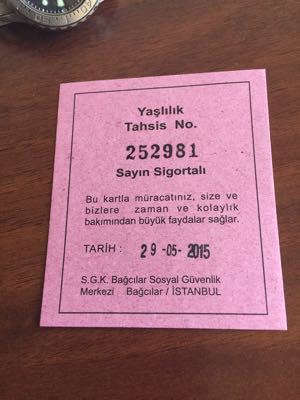 Yaşlılık
Tahsis No.
252981
Sayın Sigortalı
Bu kartla müracatınız, size ve
bizlere zaman ve kolaylık
bakımından büyük faydalar sağlar.
TARİH : 29-05-2015
S.G.K. Bağcılar Sosyal Güvenlik
Merkezi Bağcılar / İSTANBUL